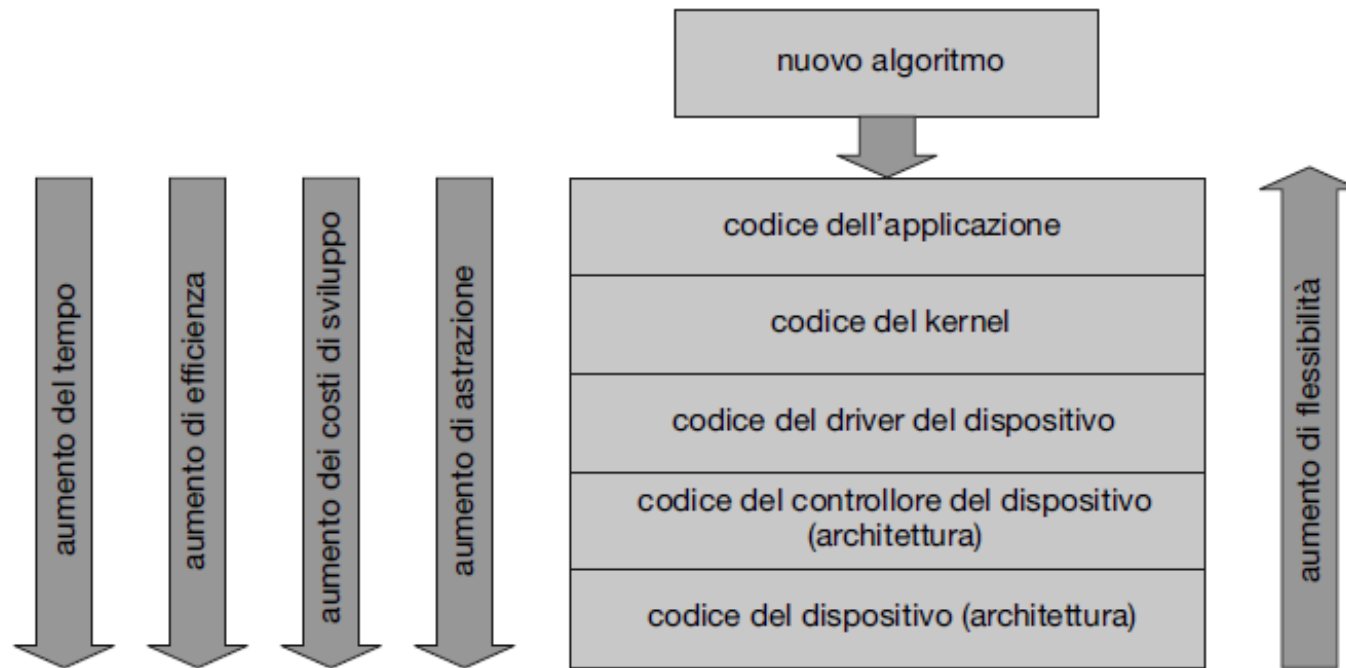 nuovo algoritmo
aumento del tempo
aumento di efficienza
aumento dei costi di sviluppo
aumento di astrazione
codice dell'applicazione
codice del kernel
codice del driver del dispositivo
codice del controllore del dispositivo
(architettura)
codice del dispositivo (architettura)
aumento di flessibilità